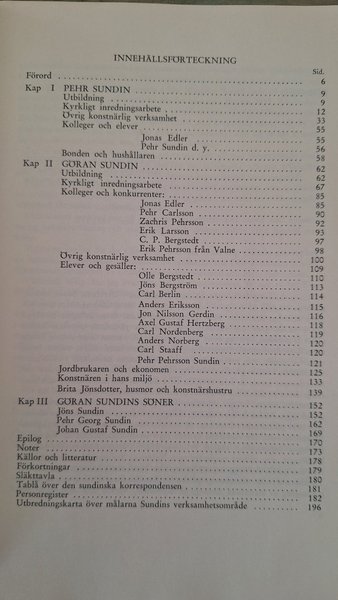 INNEHÅLLSFÖRTECKNING
Sid.
Förord 6
Kap I PEHR SUNDIN 9
Utbildning 9
Kyrkligt inredningsarbete 12
Övrig konstnärlig verksamhet 33
Kolleger och elever 55
Jonas Edler 55
Pehr Sundin d. y. 56
Bonden och hushållaren 58
Kap II GÖRAN SUNDIN 62
Utbildning 62
Kyrkligt inredningsarbete 67
Kolleger och konkurrenter: 85
Jonas Edler 85
Pehr Carlsson 90
Zachris Pehrsson 92
Erik Larsson 93
C. P. Bergstedt 97
Erik Pehrsson från Valne 98
Övrig konstnärlig verksamhet 100
Elever och gesäller: 109
Olle Bergstedt 110
Jöns Bergström 113
Carl Berlin 114
Anders Eriksson 115
Jon Nilsson Gerdin 116
Axel Gustaf Hertzberg 118
Carl Nordenberg 119
Anders Norberg 120
Carl Staaff 120
Pehr Pehrsson Sundin 121
Jordbrukaren och ekonomen 125
Konstnären i hans miljö 133
Brita Jönsdotter, husmor och konstnärshustru 139
Kap III GÖRAN SUNDINS SÖNER 152
Jöns Sundin 152
Pehr Georg Sundin 162
Johan Gustaf Sundin 169
Epilog 170
Noter 173
Källor och litteratur 178
Förkortningar 179
Släkttavla 180
Tablå över den sundinska korrespondensen 181
Personregister 182
Utbredningskarta över målarna Sundins verksamhetsområde 196